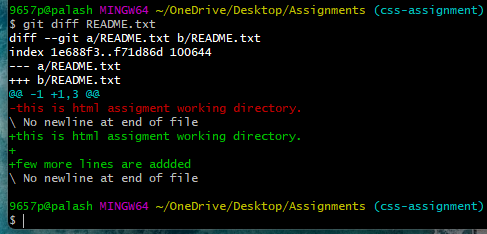 9657p@palash MINGW64 ~/OneDrive/Desktop/Assignments (css-assignment)
$ git diff README.txt
diff --git a/README.txt b/README.txt
index 1e688f3..f71d86d 100644
--- a/README.txt
+++ b/README.txt
@@ -1 +1,3 @@
-this is html assigment working directory.
\ No newline at end of file
+this is html assigment working directory.
+
+few more lines are addded
\ No newline at end of file
9657p@palash MINGW64 ~/OneDrive/Desktop/Assignments (css-assignment)
$